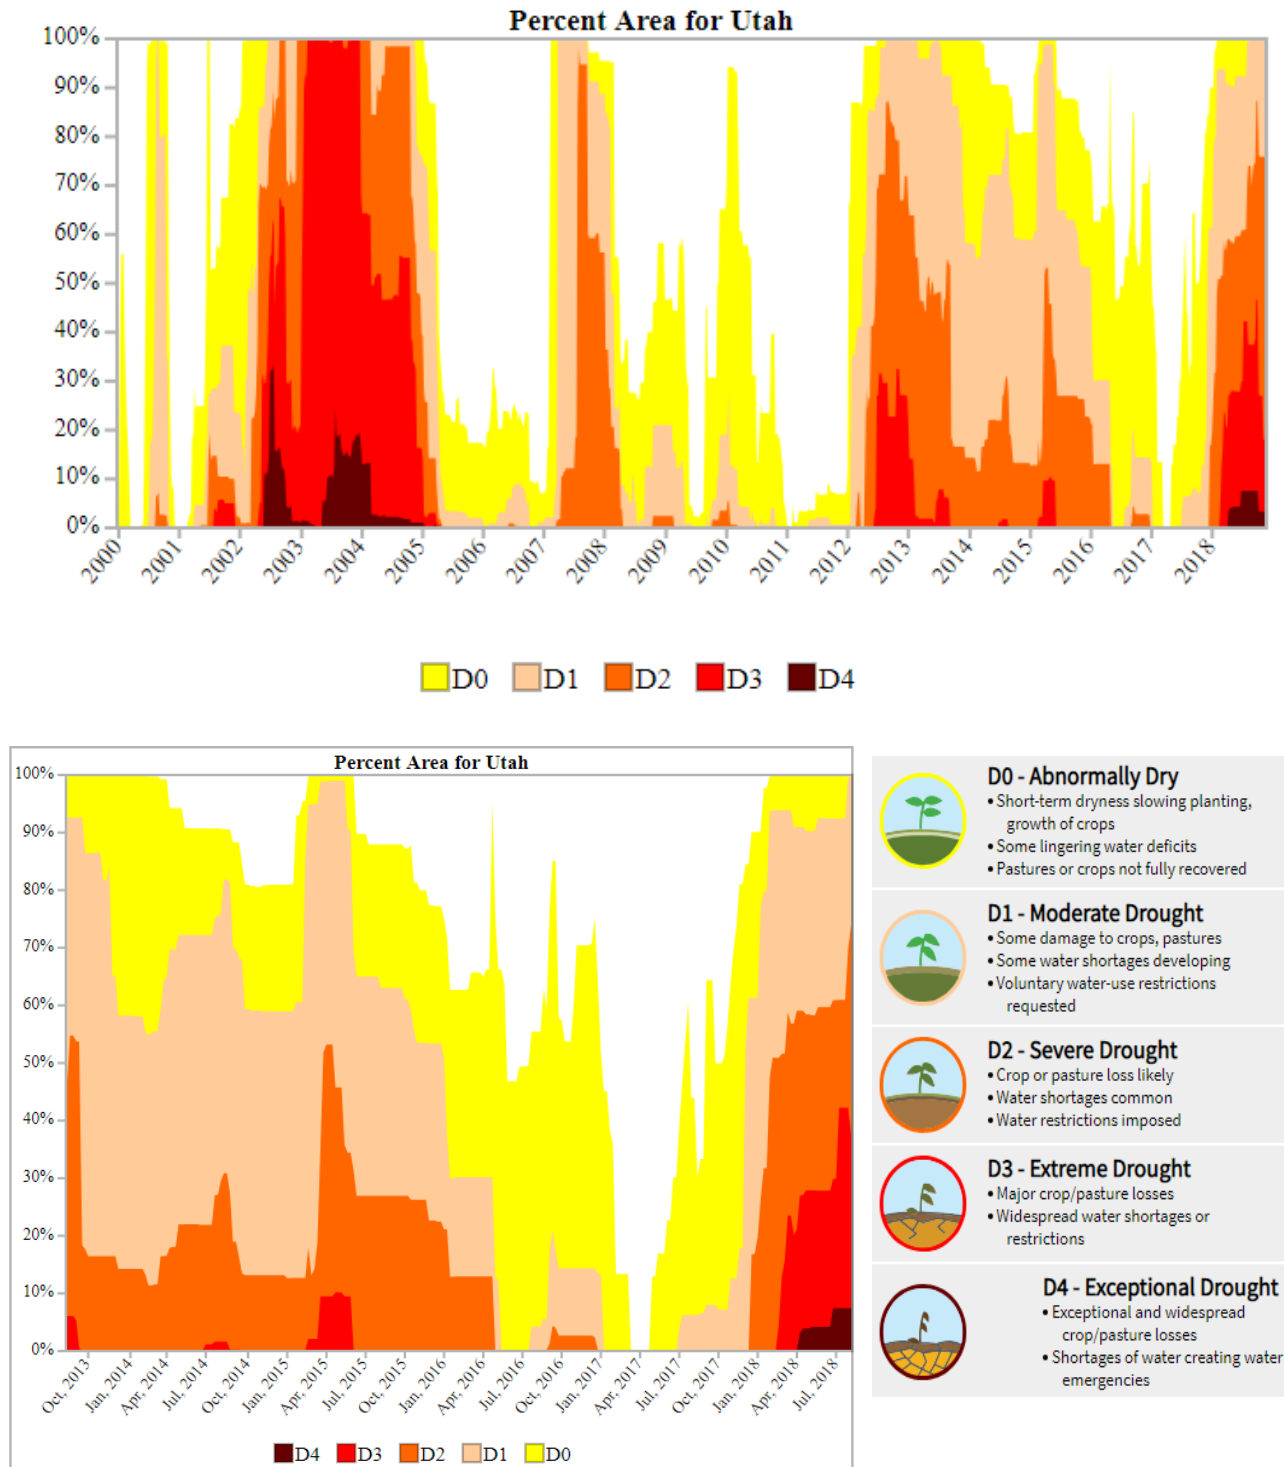 Percent Area for Utah
100%
90%
80%
70%
60%
50%
40%
30%
20%
10%
0%
2000 2001 2002 2003 2004 2005 2006 2007 2008 2009 2010 2011 2012 2013 2014 2015 2016 2017 2018
D0 D1 D2 D3 D4
Percent Area for Utah
100%
90%
80%
70%
60%
50%
40%
30%
20%
10%
0%
Oct, 2013 Jan, 2014 Apr, 2014 Jul, 2014 Oct, 2014 Jan, 2015 Apr, 2015 Jul, 2015 Oct, 2015 Jan, 2016 Apr, 2016 Jul, 2016 Oct, 2016 Jan, 2017 Apr, 2017 Jul, 2017 Oct, 2017 Jan, 2018 Apr, 2018 Jul, 2018
D4 D3 D2 D1 D0
D0 - Abnormally Dry
• Short-term dryness slowing planting,
growth of crops
• Some lingering water deficits
• Pastures or crops not fully recovered
D1 - Moderate Drought
• Some damage to crops, pastures
• Some water shortages developing
• Voluntary water-use restrictions
requested
D2 - Severe Drought
• Crop or pasture loss likely
• Water shortages common
• Water restrictions imposed
D3 - Extreme Drought
• Major crop/pasture losses
• Widespread water shortages or
restrictions
D4 - Exceptional Drought
• Exceptional and widespread
crop/pasture losses
• Shortages of water creating water
emergencies